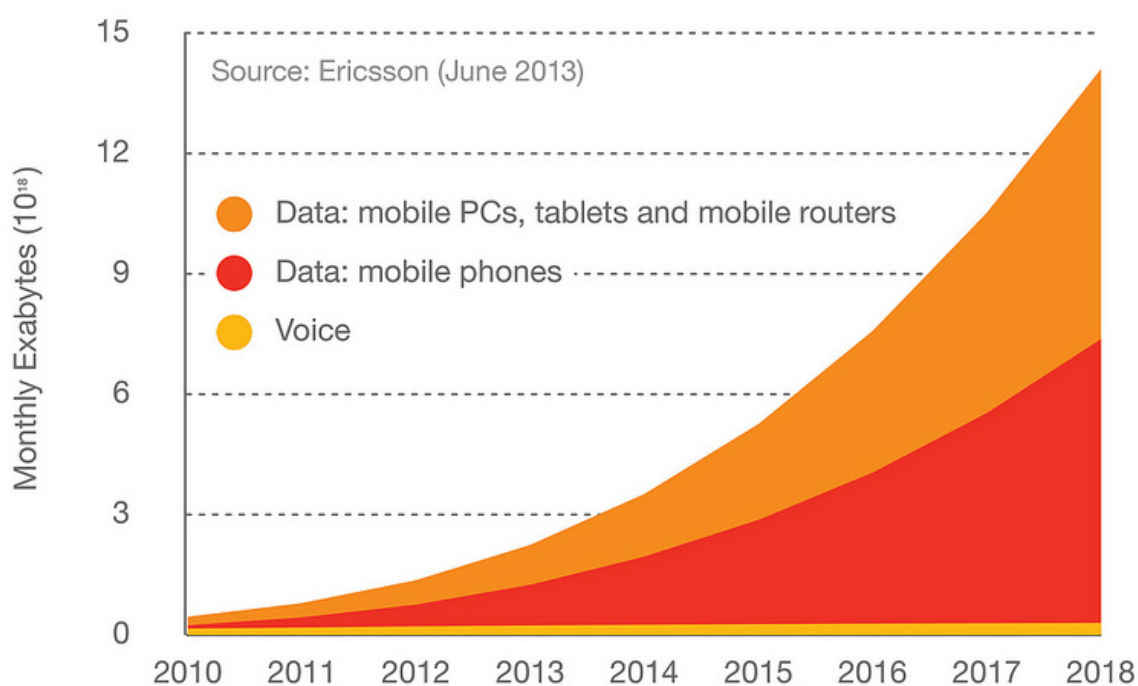 15
Source: Ericsson (June 2013)
12
Data: mobile PCs, tablets and mobile routers
9
Data: mobile phones
Voice
6
3
0
2010 2011 2012 2013 2014 2015 2016 2017 2018
Monthly Exabytes (10¹⁸)